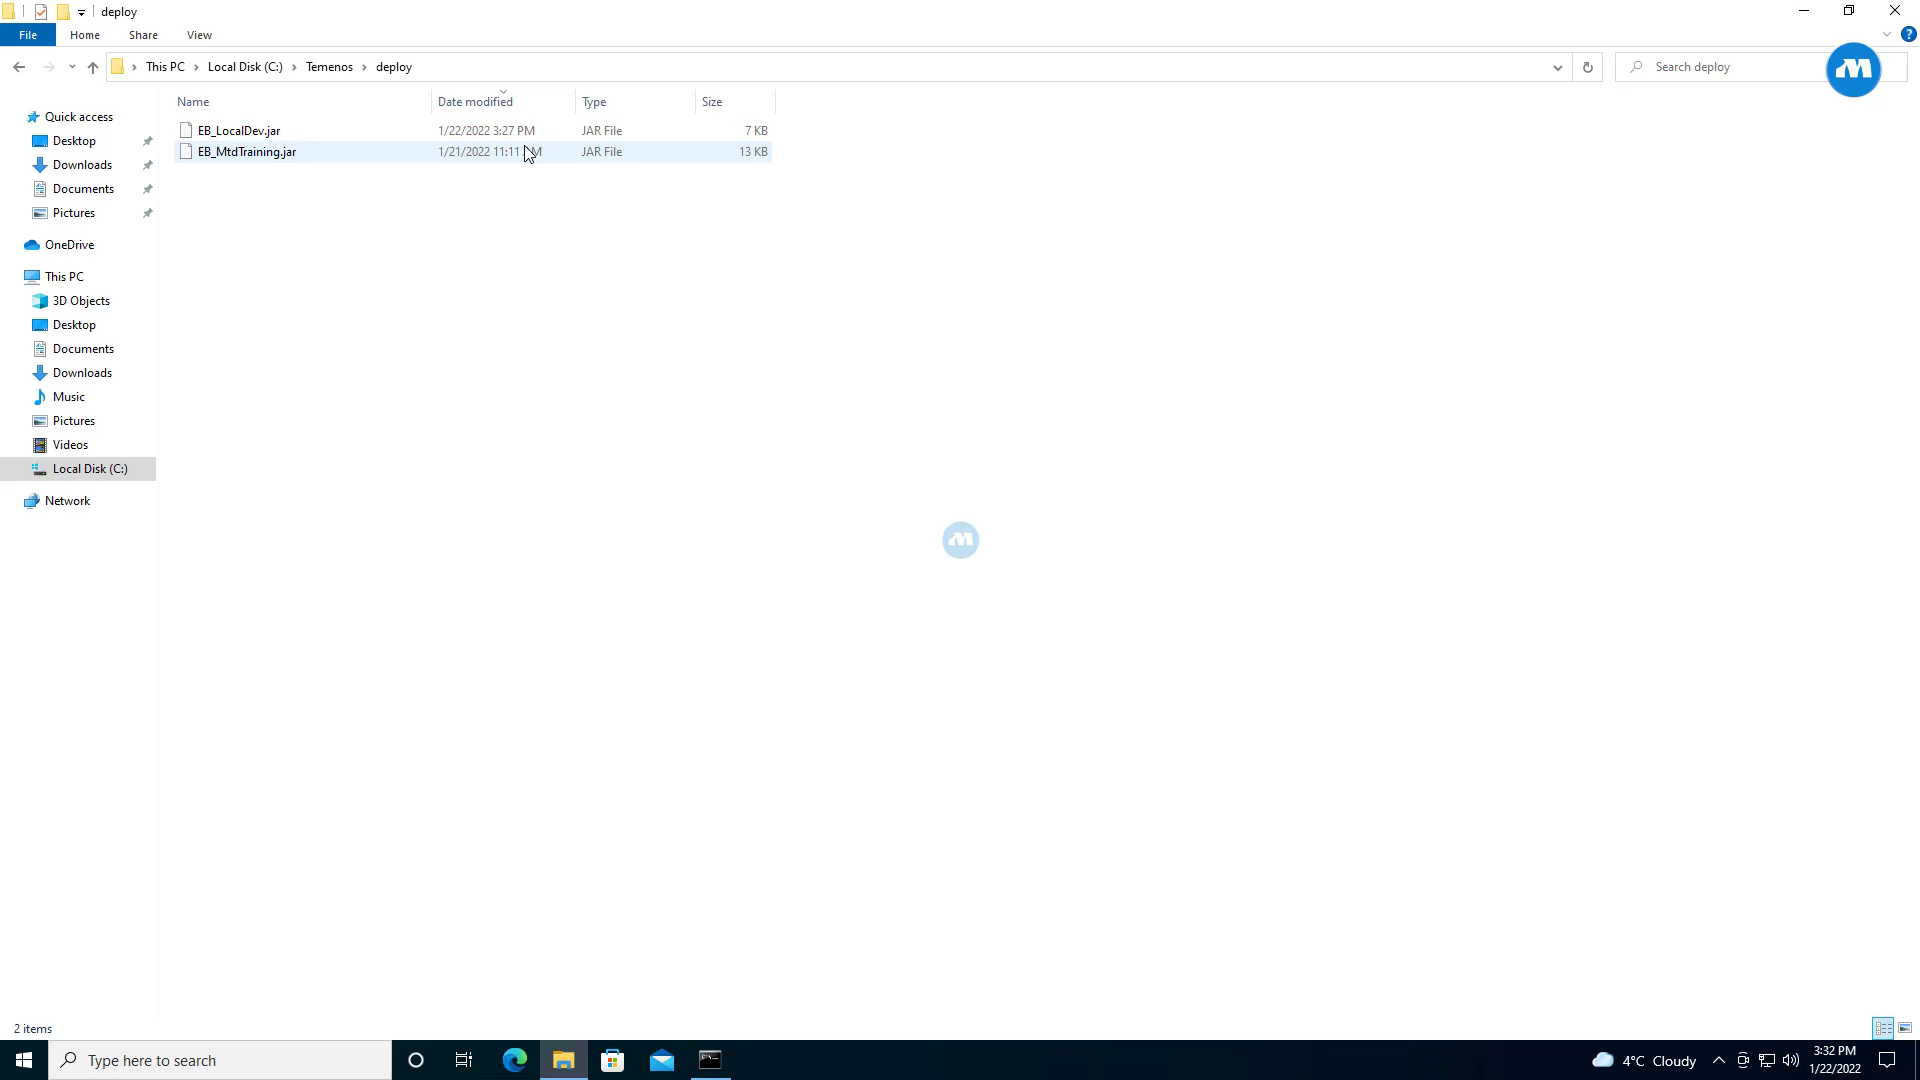 deploy
File Home Share View
This PC Local Disk (C:) Temenos deploy
Search deploy
Name Date modified Type Size
EB_LocalDev.jar 1/22/2022 3:27 PM JAR File 7 KB
EB_MtdTraining.jar 1/21/2022 11:11 M JAR File 13 KB
Quick access
Desktop
Downloads
Documents
Pictures
OneDrive
This PC
3D Objects
Desktop
Documents
Downloads
Music
Pictures
Videos
Local Disk (C:)
Network
2 items
Type here to search
4°C Cloudy
3:32 PM
1/22/2022